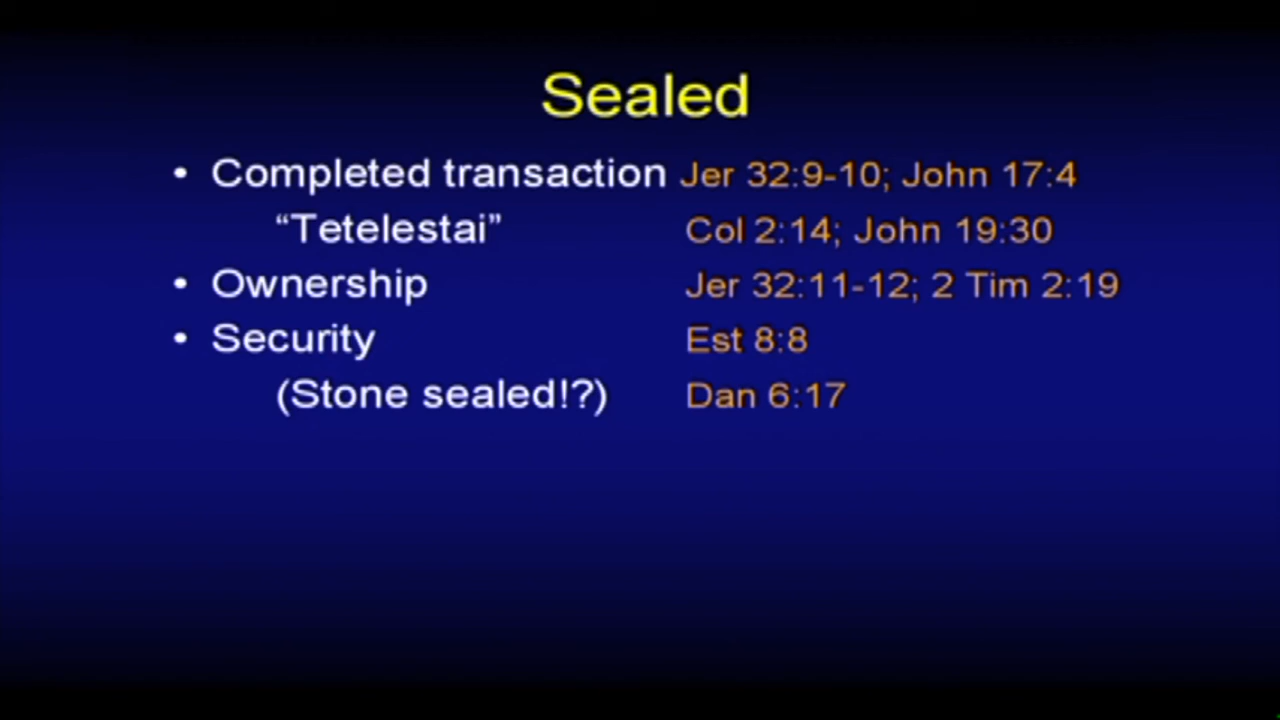 Sealed
• Completed transaction Jer 32:9-10; John 17:4
“Tetelestai” Col 2:14; John 19:30
• Ownership Jer 32:11-12; 2 Tim 2:19
• Security Est 8:8
(Stone sealed!?) Dan 6:17